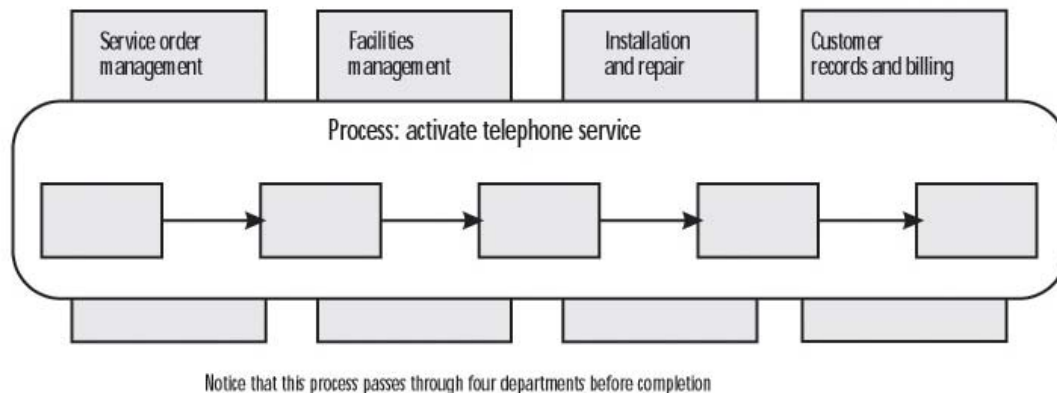 Service order
management
Facilities
management
Installation
and repair
Customer
records and billing
Process: activate telephone service
Notice that this process passes through four departments before completion